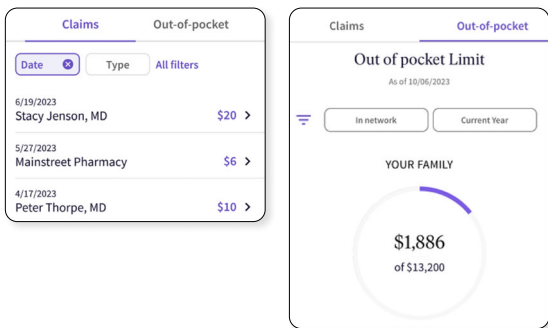 Claims
Out-of-pocket
Date
Type
All filters
6/19/2023
Stacy Jenson, MD
$20
5/27/2023
Mainstreet Pharmacy
$6
4/17/2023
Peter Thorpe, MD
$10
Claims
Out-of-pocket
Out of pocket Limit
As of 10/06/2023
In network
Current Year
YOUR FAMILY
$1,886
of $13,200